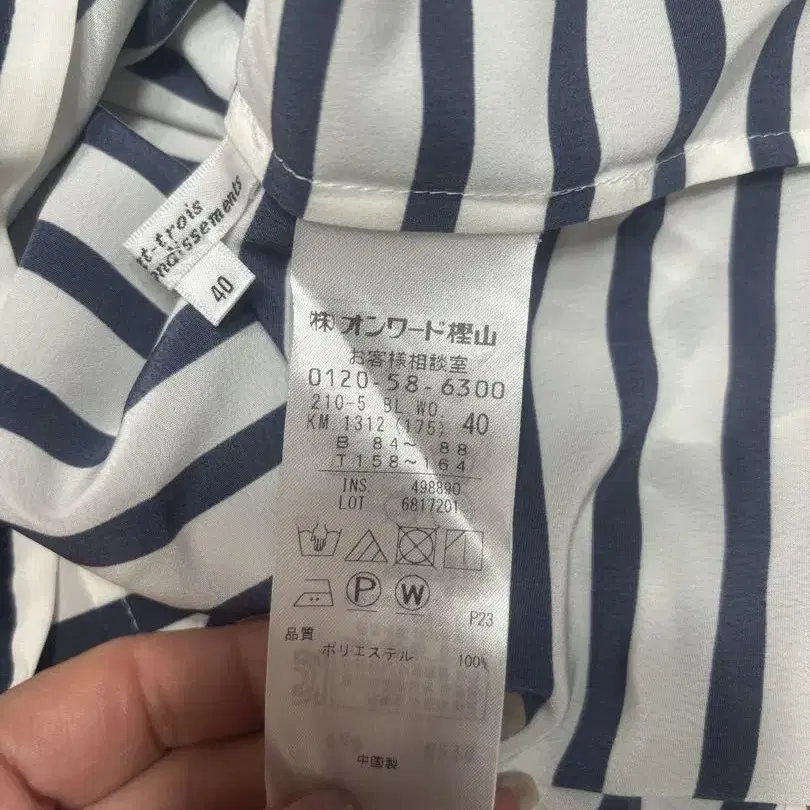 tt-trois
ondissements
40
㈱オンワード樫山
お客様相談室
0120-58-6300
210-5 BL WO
KM 1312 (175) 40
B 84～ 88
T158～164
INS. 498890
LOT 6817201
P
W
P23
品質
ポリエステル 100%
中国製